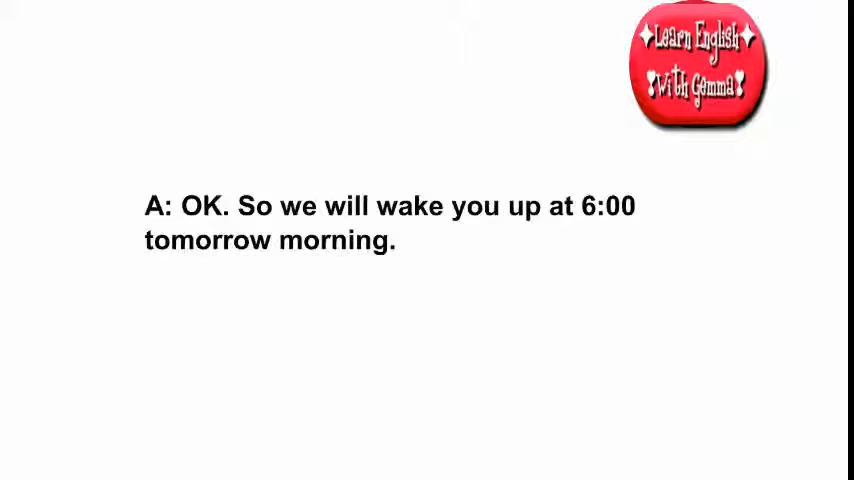 ✦Learn English✦
❣With Gemma❣
A: OK. So we will wake you up at 6:00
tomorrow morning.